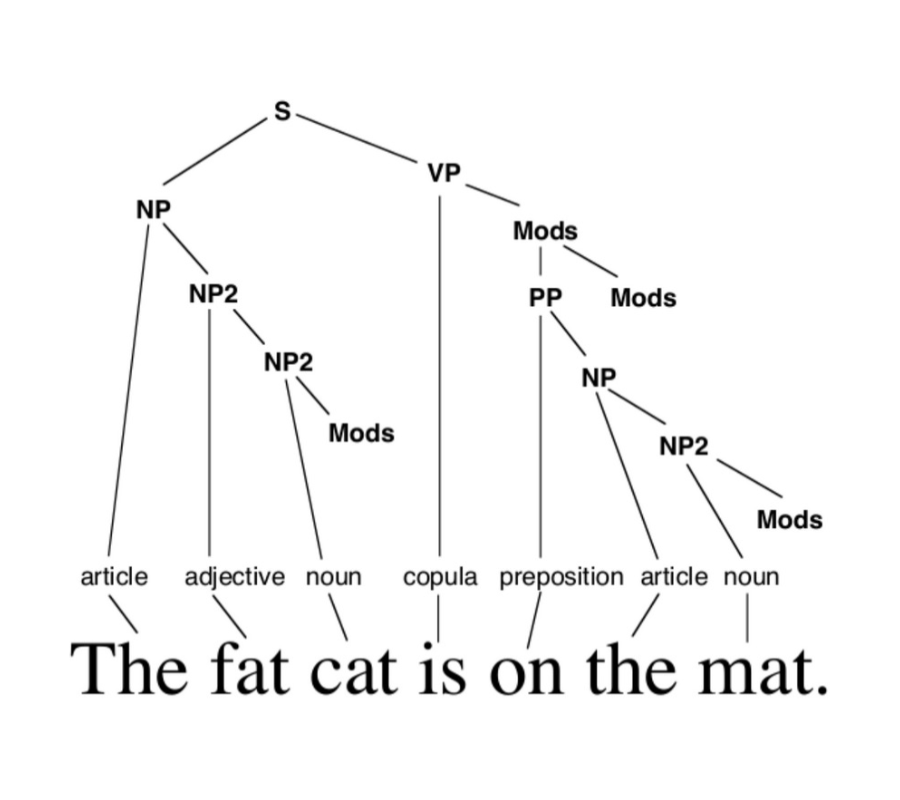 S
VP
NP
Mods
NP2
PP Mods
NP2
NP
Mods
NP2
Mods
article adjective noun copula preposition article noun
The fat cat is on the mat.